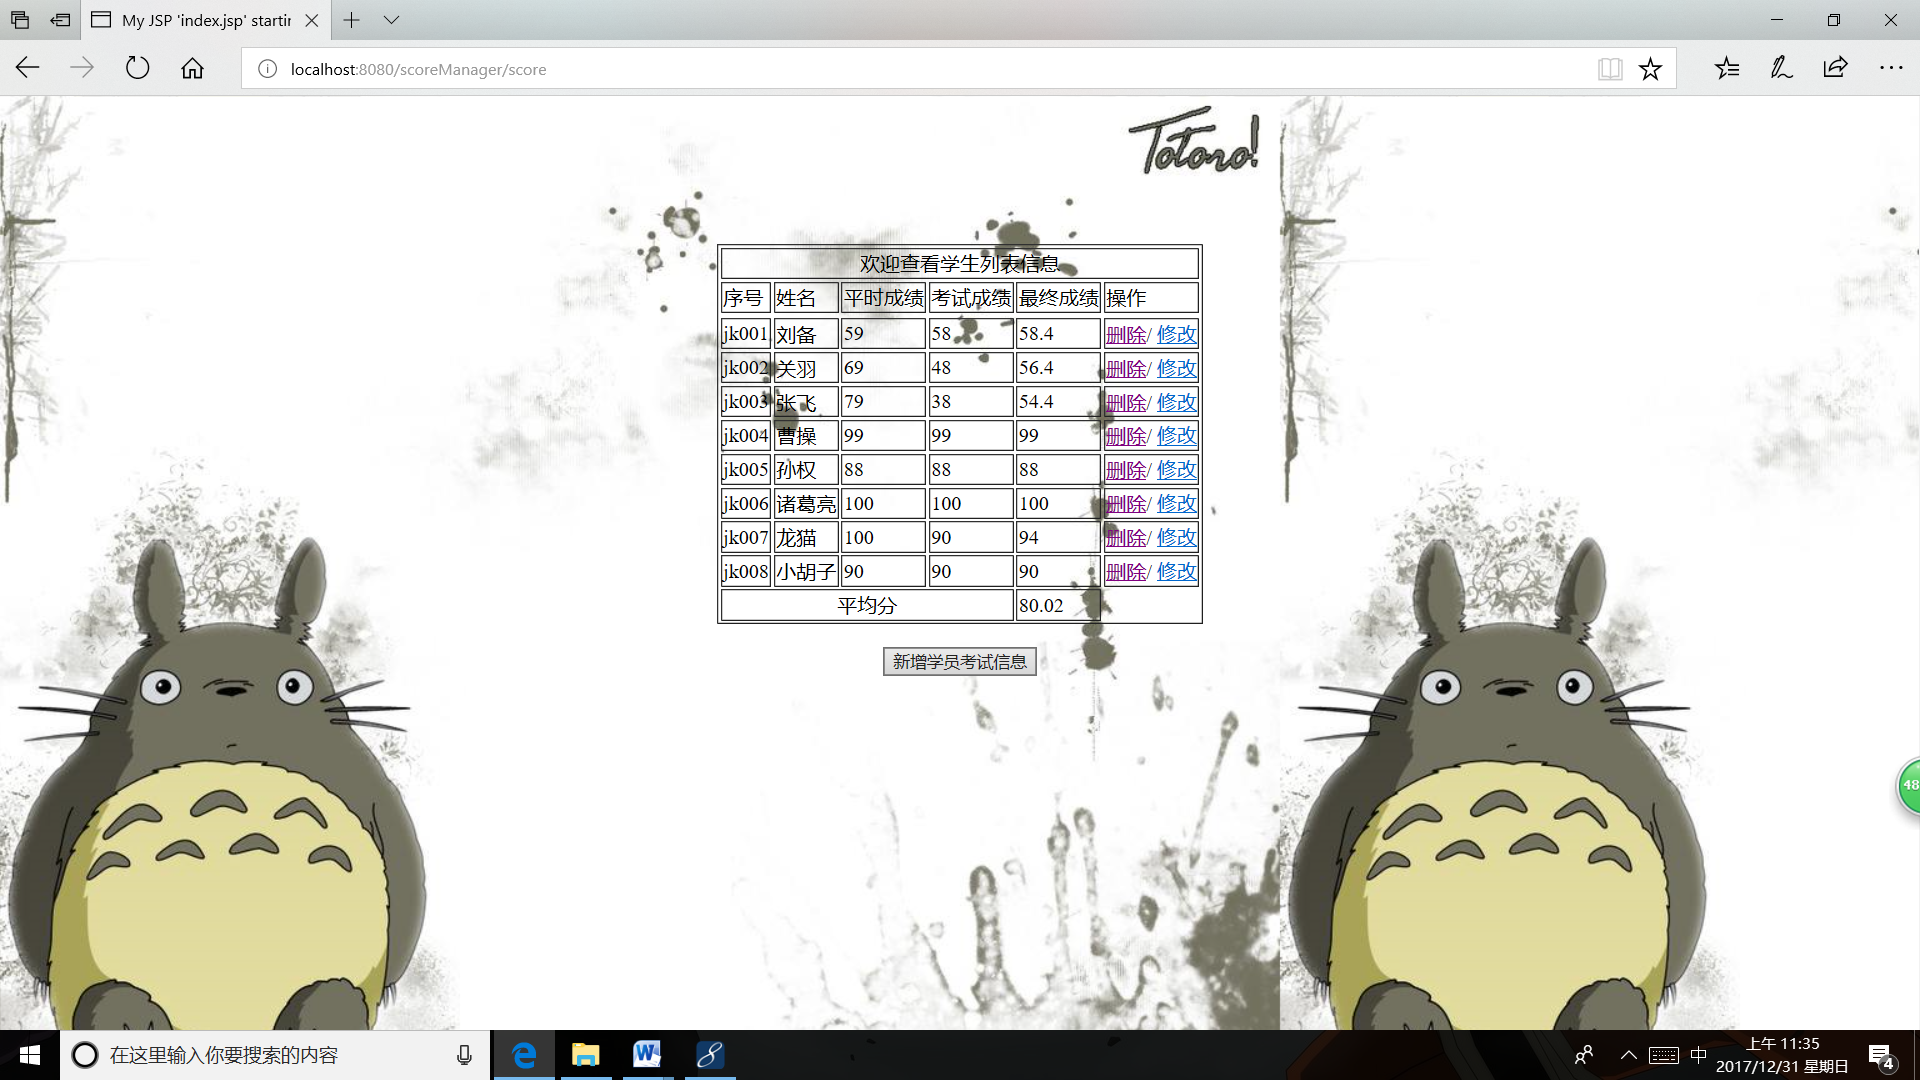 My JSP 'index.jsp' startin
localhost:8080/scoreManager/score
Totoro!
欢迎查看学生列表信息
序号 姓名 平时成绩 考试成绩 最终成绩 操作
jk001 刘备 59 58 58.4 删除/ 修改
jk002 关羽 69 48 56.4 删除/ 修改
jk003 张飞 79 38 54.4 删除/ 修改
jk004 曹操 99 99 99 删除/ 修改
jk005 孙权 88 88 88 删除/ 修改
jk006 诸葛亮 100 100 100 删除/ 修改
jk007 龙猫 100 90 94 删除/ 修改
jk008 小胡子 90 90 90 删除/ 修改
平均分 80.02
新增学员考试信息
48
在这里输入你要搜索的内容
中
上午 11:35
2017/12/31 星期日
4